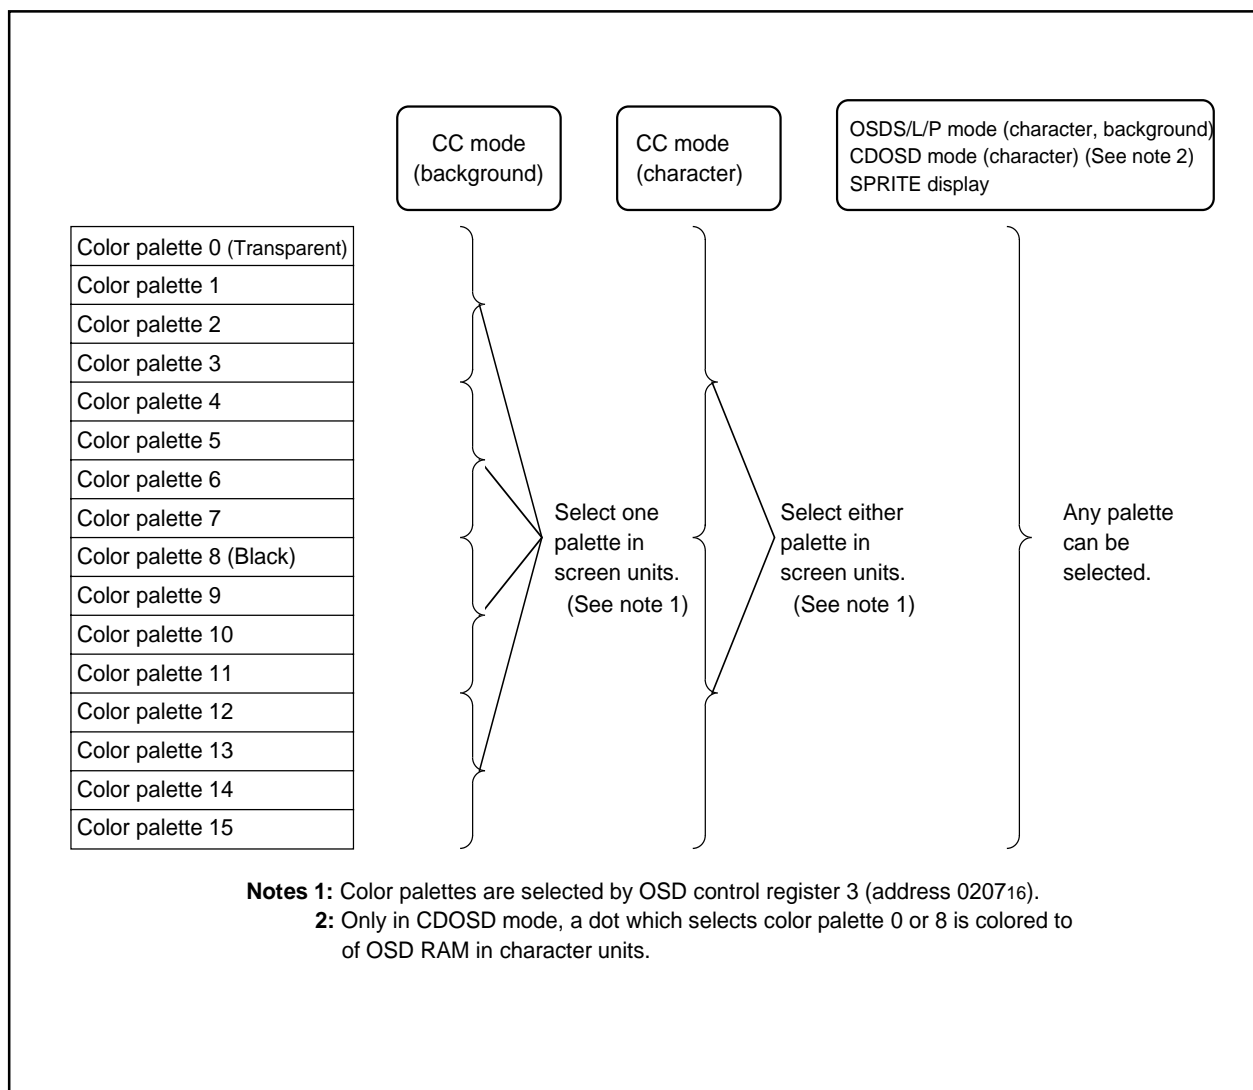 CC mode
(background)
CC mode
(character)
OSDS/L/P mode (character, background)
CDOSD mode (character) (See note 2)
SPRITE display
Color palette 0 (Transparent)
Color palette 1
Color palette 2
Color palette 3
Color palette 4
Color palette 5
Color palette 6
Color palette 7
Color palette 8 (Black)
Color palette 9
Color palette 10
Color palette 11
Color palette 12
Color palette 13
Color palette 14
Color palette 15
Select one
palette in
screen units.
(See note 1)
Select either
palette in
screen units.
(See note 1)
Any palette
can be
selected.
Notes 1: Color palettes are selected by OSD control register 3 (address 020716).
2: Only in CDOSD mode, a dot which selects color palette 0 or 8 is colored to
of OSD RAM in character units.